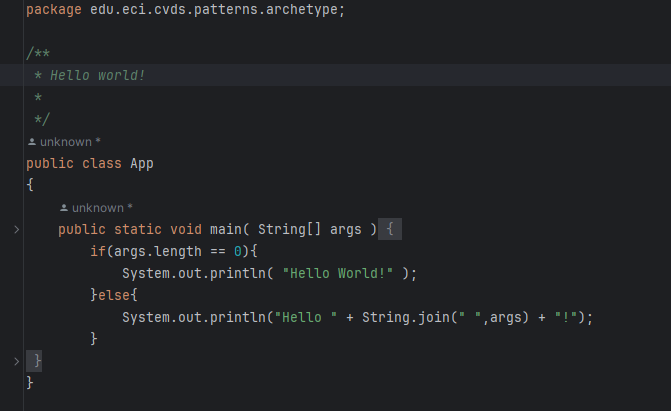 package edu.eci.cvds.patterns.archetype;
/**
* Hello world!
*
*/
unknown *
public class App
{
unknown *
public static void main( String[] args ) {
if(args.length == 0){
System.out.println( "Hello World!" );
}else{
System.out.println("Hello " + String.join(" ",args) + "!");
}
}
}